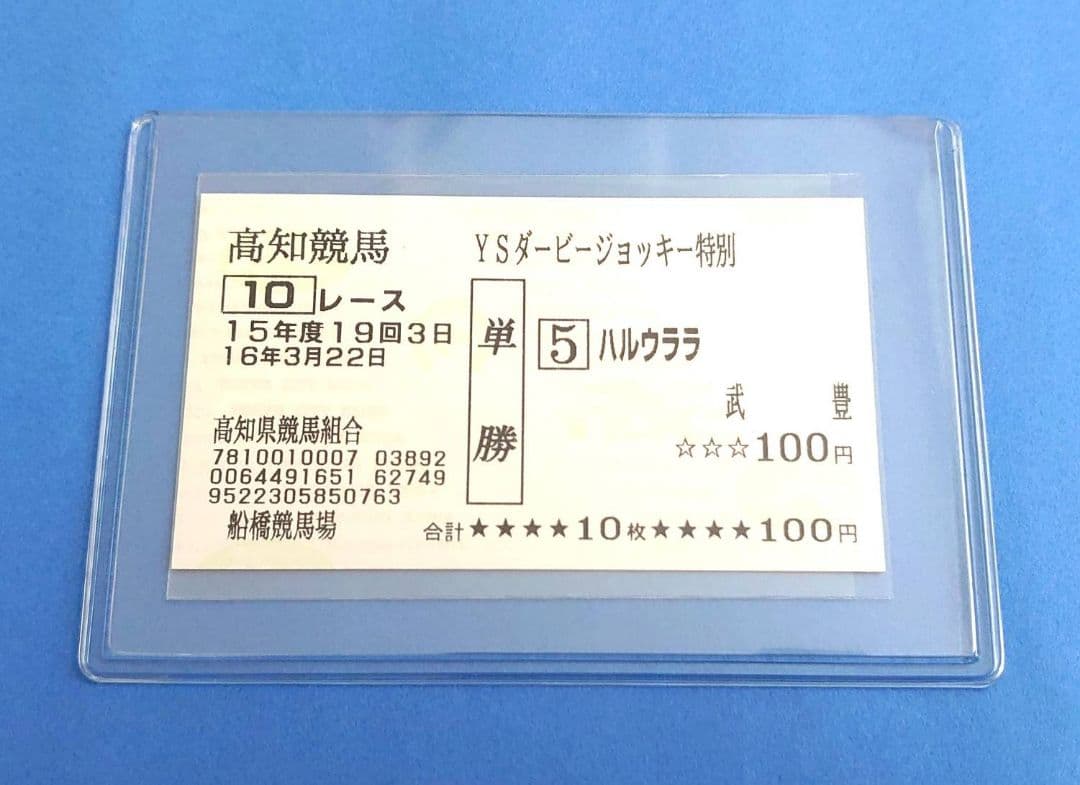 高知競馬
10レース
15年度19回3日
16年3月22日
高知県競馬組合
7810010007 03892
0064491651 62749
9522305850763
船橋競馬場
YSダービージョッキー特別
単勝
5 ハルウララ
武 豊
☆☆☆100円
合計★★★★10枚★★★★100円